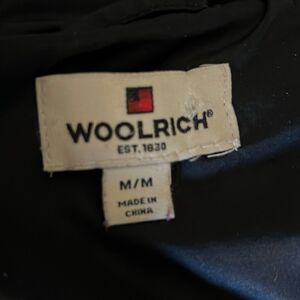 WOOLRICH®
EST. 1830
M/M
MADE IN
CHINA